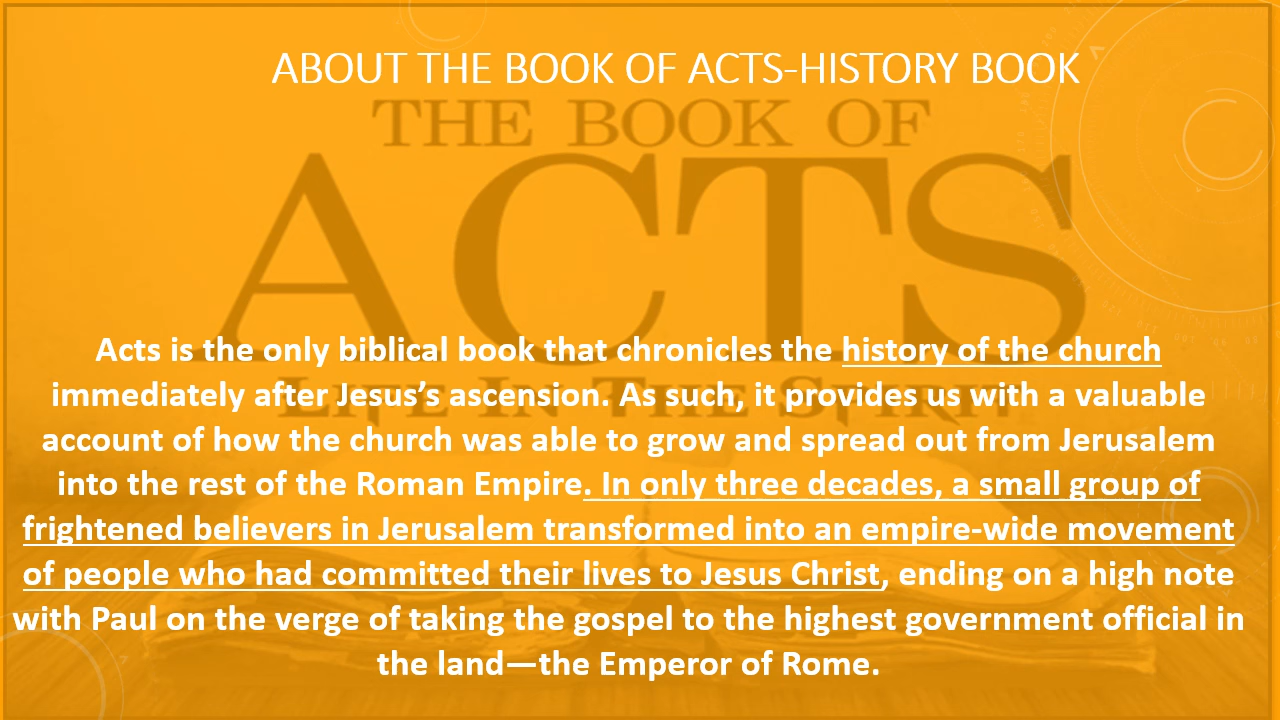 ABOUT THE BOOK OF ACTS-HISTORY BOOK
THE BOOK OF
ACTS
LIFE IN THE SPIRIT
Acts is the only biblical book that chronicles the history of the church
immediately after Jesus’s ascension. As such, it provides us with a valuable
account of how the church was able to grow and spread out from Jerusalem
into the rest of the Roman Empire. In only three decades, a small group of
frightened believers in Jerusalem transformed into an empire-wide movement
of people who had committed their lives to Jesus Christ, ending on a high note
with Paul on the verge of taking the gospel to the highest government official in
the land—the Emperor of Rome.